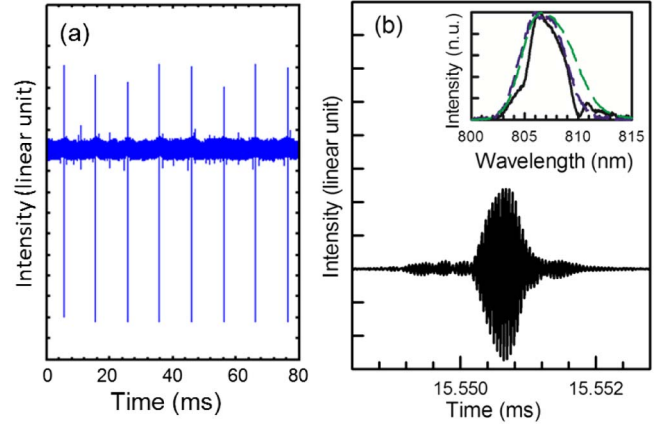 (a)
Intensity (linear unit)
0 20 40 60 80
Time (ms)
(b)
Intensity (linear unit)
15.550 15.552
Time (ms)
Intensity (n.u.)
800 805 810 815
Wavelength (nm)